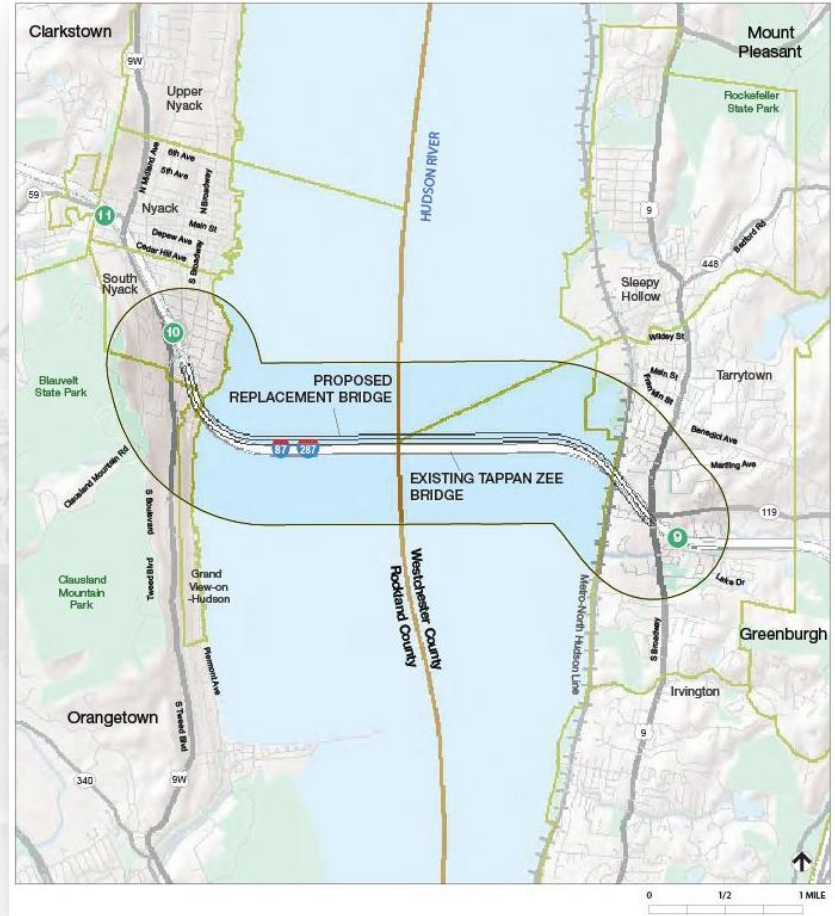 Clarkstown
9W
Upper
Nyack
6th Ave
5th Ave
N Midland Ave
N Broadway
59
11
Nyack
Main St
Depew Ave
Cedar Hill Ave
S Broadway
South
Nyack
10
Blauvelt
State Park
Clausland Mountain Rd
S Boulevard
Tweed Blvd
Clausland
Mountain
Park
Grand
View-on
-Hudson
Piermont Ave
Orangetown
S Tweed Blvd
340
9W
HUDSON RIVER
PROPOSED
REPLACEMENT BRIDGE
87 287
EXISTING TAPPAN ZEE
BRIDGE
Westchester County
Rockland County
Metro-North Hudson Line
Mount
Pleasant
Rockefeller
State Park
9
448
Bedford Rd
Sleepy
Hollow
Wildey St
Main St
Franklin St
Tarrytown
Benedict Ave
Martling Ave
119
9
Lake Dr
S Broadway
Greenburgh
Irvington
9
0 1/2 1 MILE